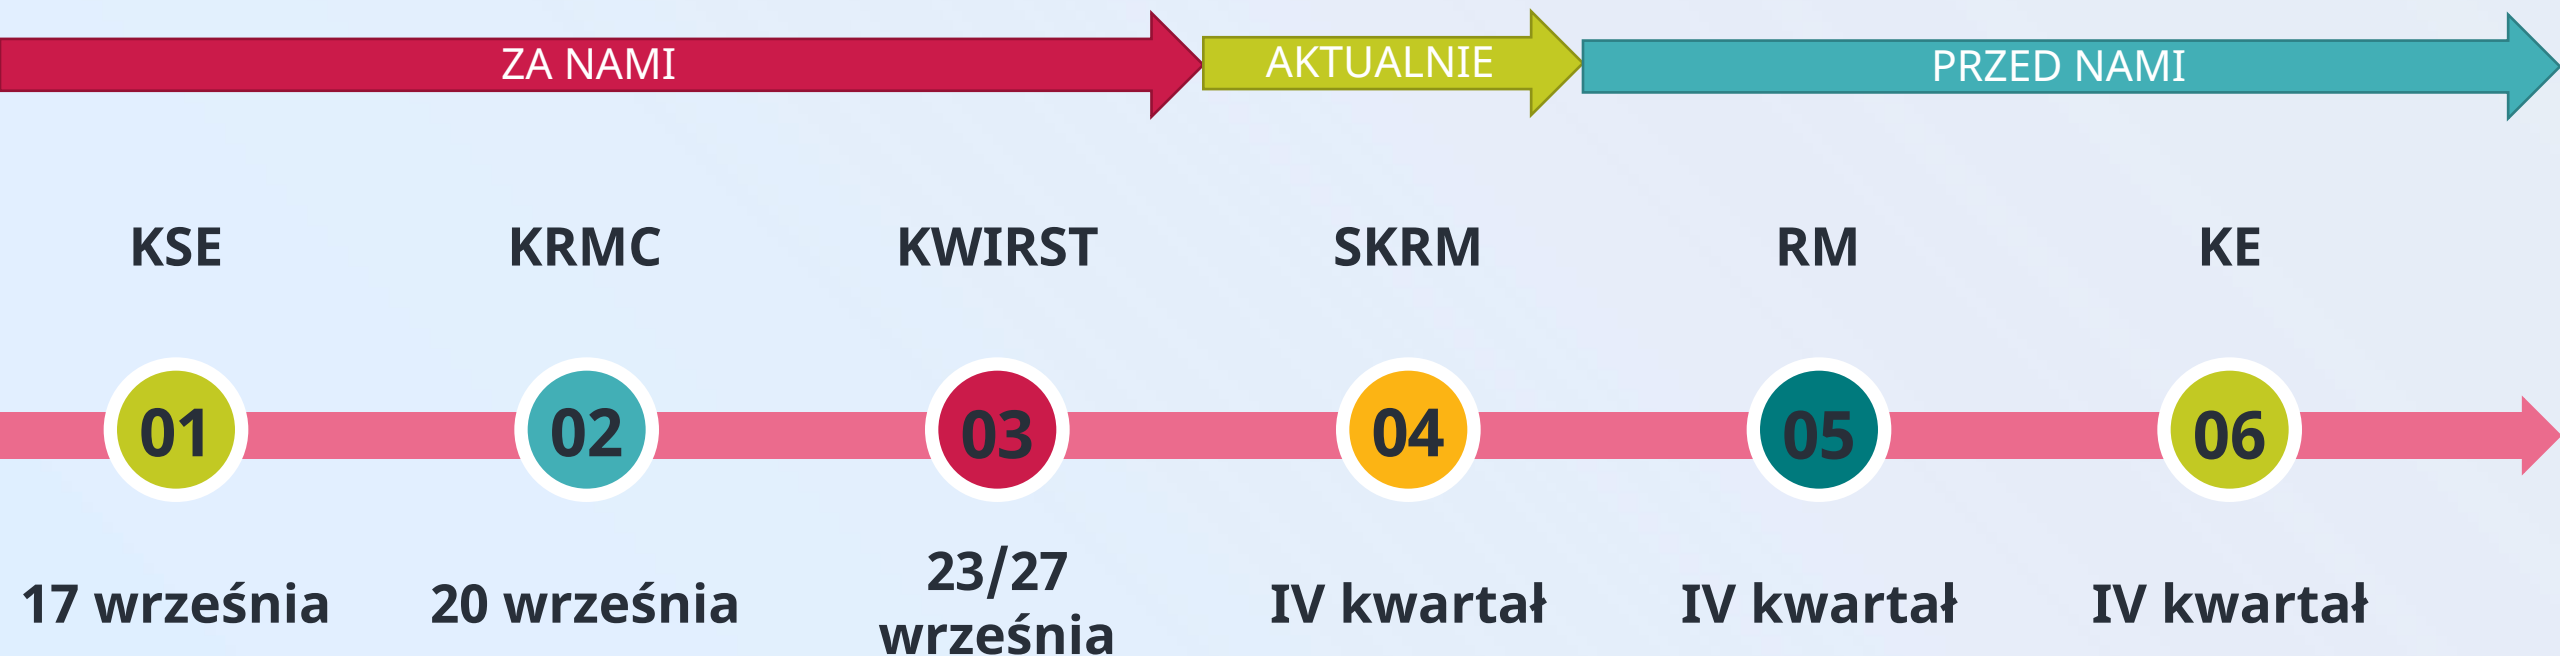 ZA NAMI
AKTUALNIE
PRZED NAMI
KSE
KRMC
KWIRST
SKRM
RM
KE
01
02
03
04
05
06
17 września
20 września
23/27
września
IV kwartał
IV kwartał
IV kwartał